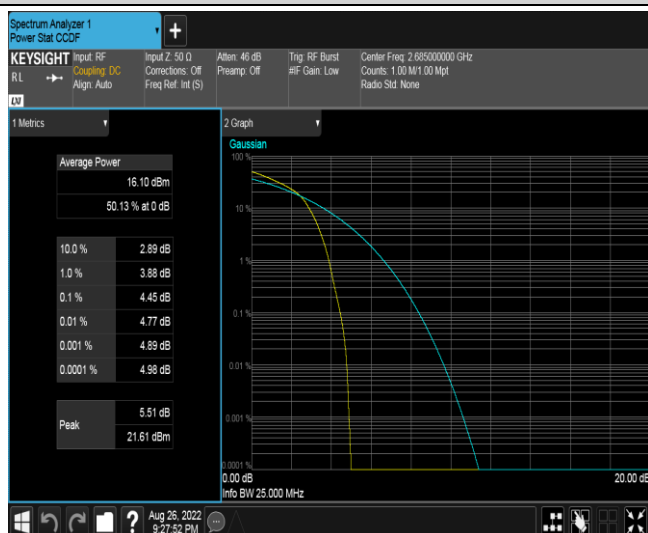 Spectrum Analyzer 1
Power Stat CCDF
+
KEYSIGHT
RL
Input: RF
Coupling: DC
Align: Auto
Input Z: 50 Ω
Corrections: Off
Freq Ref: Int (S)
Atten: 46 dB
Preamp: Off
Trig: RF Burst
#IF Gain: Low
Center Freq: 2.685000000 GHz
Counts: 1.00 M/1.00 Mpt
Radio Std: None
1 Metrics
Average Power
16.10 dBm
50.13 % at 0 dB
10.0 % 2.89 dB
1.0 % 3.88 dB
0.1 % 4.45 dB
0.01 % 4.77 dB
0.001 % 4.89 dB
0.0001 % 4.98 dB
Peak
5.51 dB
21.61 dBm
2 Graph
Gaussian
100 %
10 %
1 %
0.1 %
0.01 %
0.001 %
0.0001 %
0.00 dB 20.00 dB
Info BW 25.000 MHz
?
Aug 26, 2022
9:27:52 PM